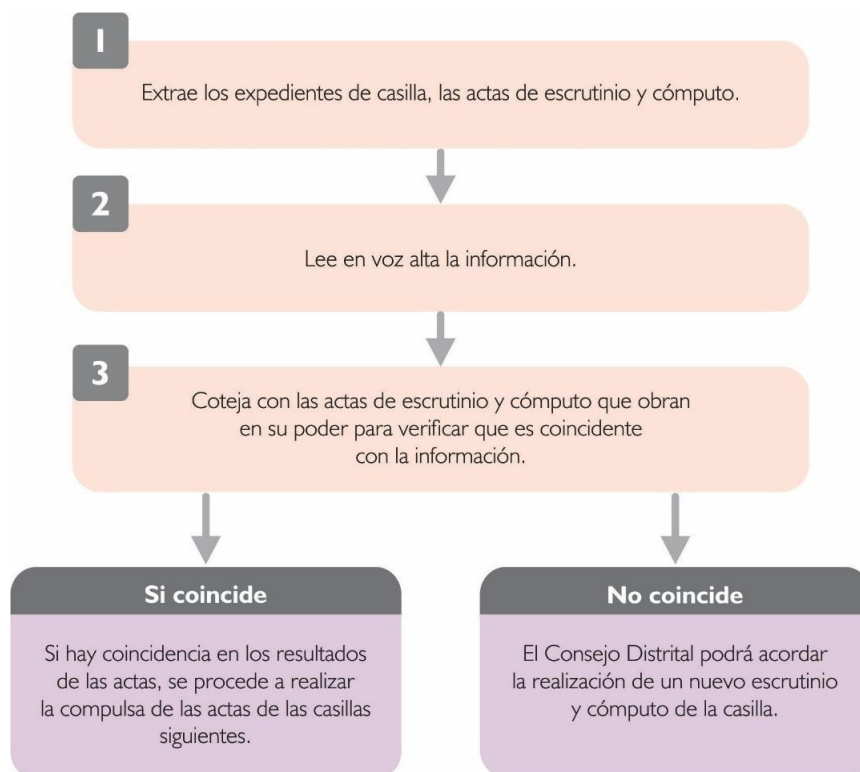 1
Extrae los expedientes de casilla, las actas de escrutinio y cómputo.
2
Lee en voz alta la información.
3
Coteja con las actas de escrutinio y cómputo que obran
en su poder para verificar que es coincidente
con la información.
Si coincide
Si hay coincidencia en los resultados
de las actas, se procede a realizar
la compulsa de las actas de las casillas
siguientes.
No coincide
El Consejo Distrital podrá acordar
la realización de un nuevo escrutinio
y cómputo de la casilla.